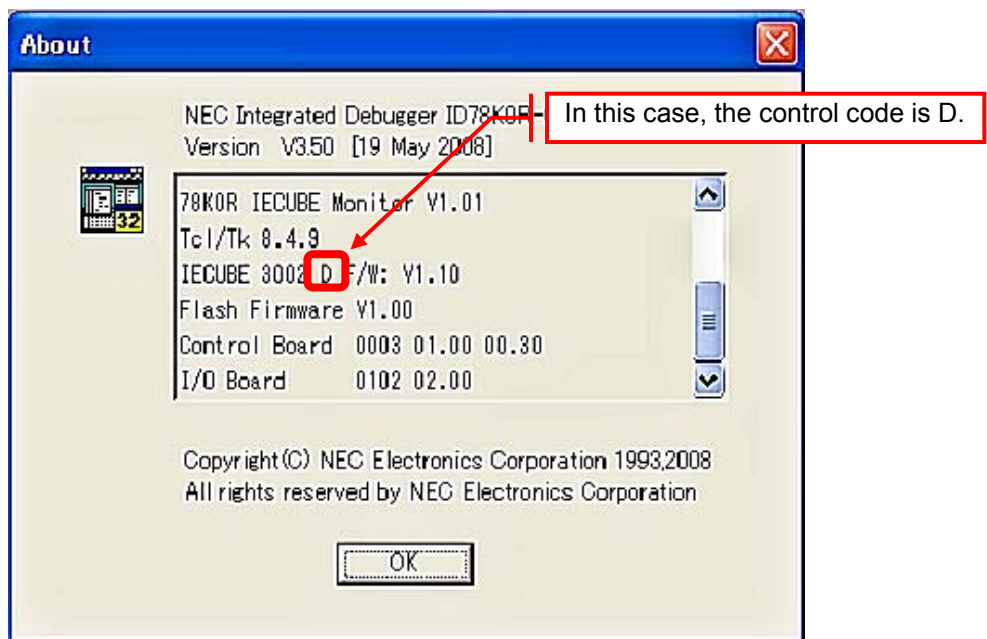 About
NEC Integrated Debugger ID78K0R-
In this case, the control code is D.
Version V3.50 [19 May 2008]
32
78K0R IECUBE Monitor V1.01
Tcl/Tk 8.4.9
IECUBE 3002 D F/W: V1.10
Flash Firmware V1.00
Control Board 0003 01.00 00.30
I/O Board 0102 02.00
Copyright(C) NEC Electronics Corporation 1993,2008
All rights reserved by NEC Electronics Corporation
OK